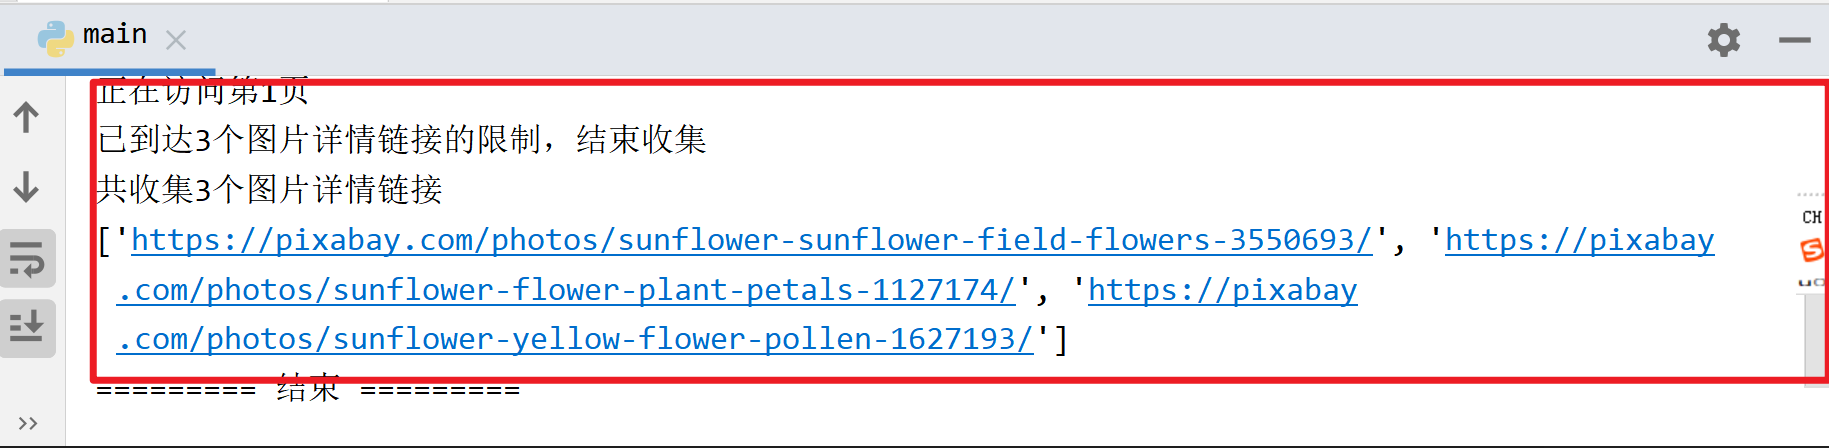 main
正在访问第1页
已到达3个图片详情链接的限制，结束收集
共收集3个图片详情链接
['https://pixabay.com/photos/sunflower-sunflower-field-flowers-3550693/', 'https://pixabay
.com/photos/sunflower-flower-plant-petals-1127174/', 'https://pixabay
.com/photos/sunflower-yellow-flower-pollen-1627193/']
========= 结束 =========
CH